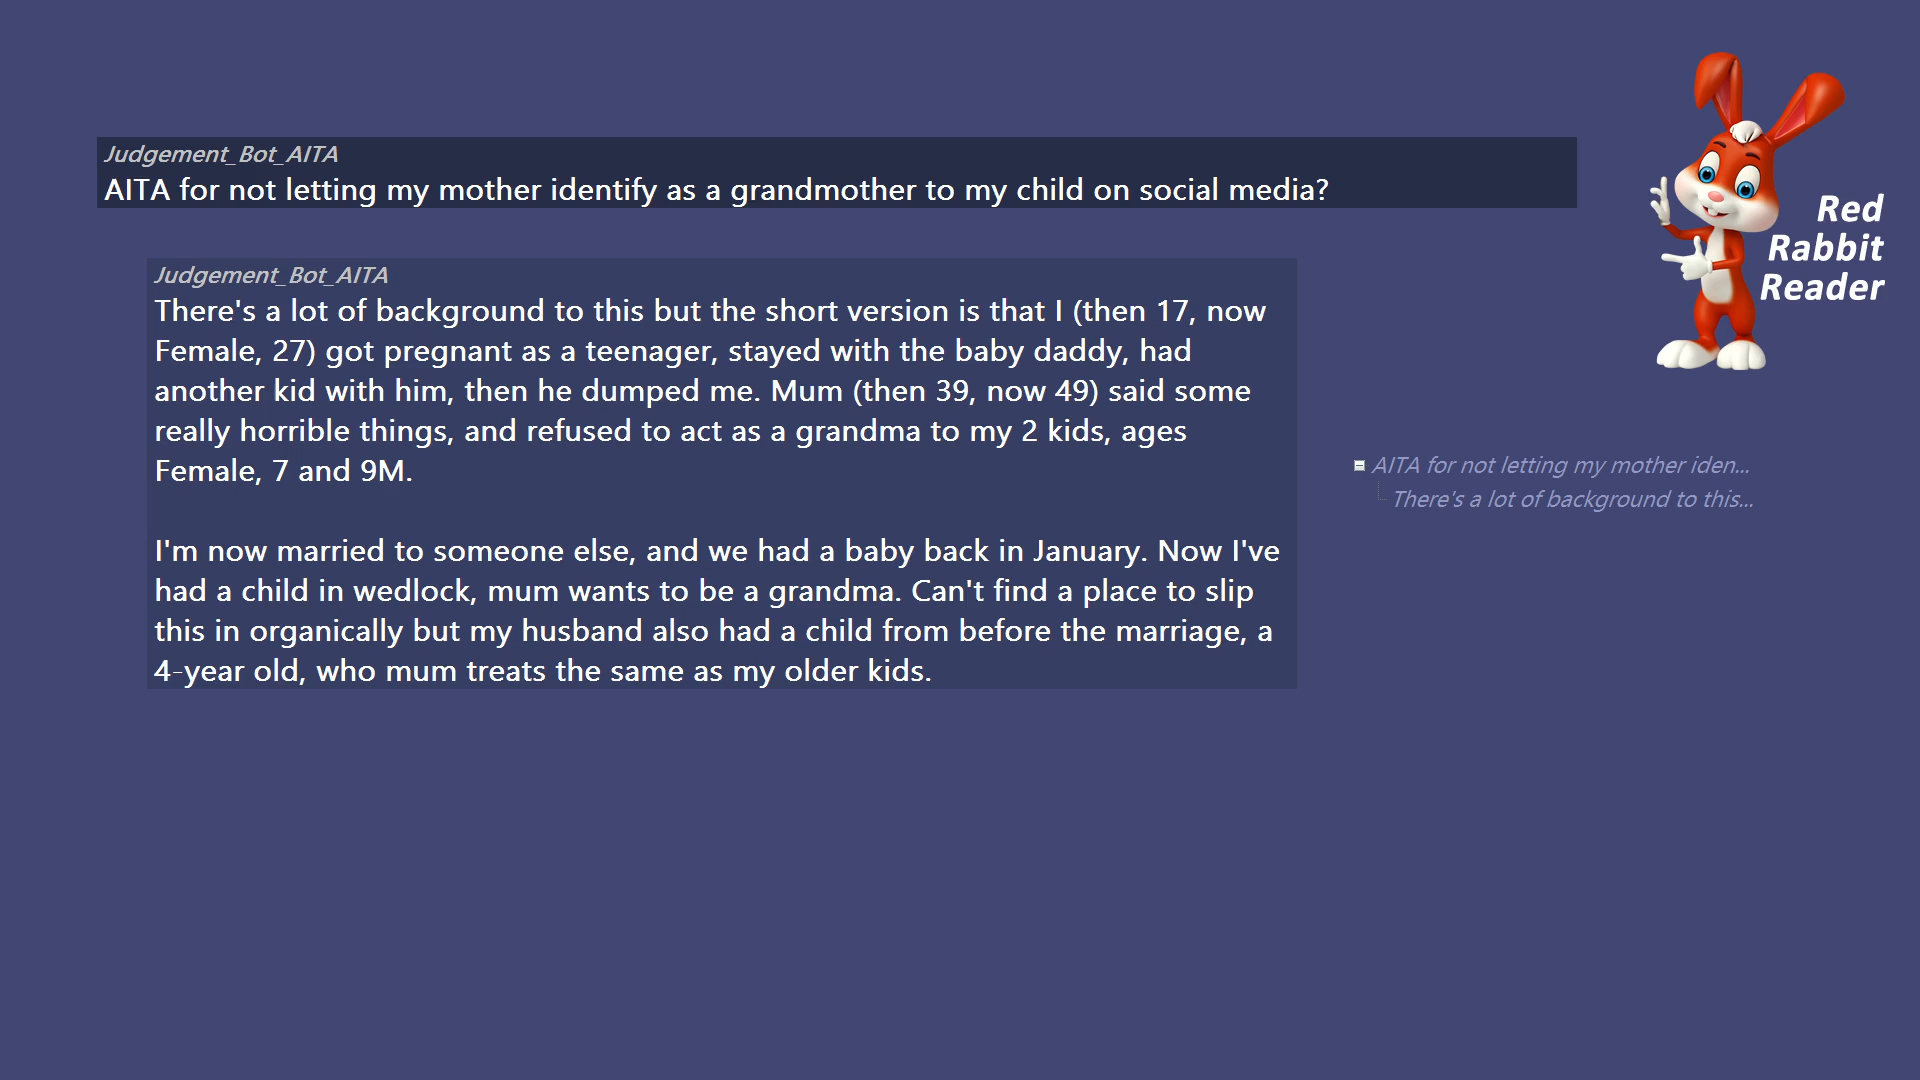 Judgement_Bot_AITA
AITA for not letting my mother identify as a grandmother to my child on social media?
Judgement_Bot_AITA
There's a lot of background to this but the short version is that I (then 17, now
Female, 27) got pregnant as a teenager, stayed with the baby daddy, had
another kid with him, then he dumped me. Mum (then 39, now 49) said some
really horrible things, and refused to act as a grandma to my 2 kids, ages
Female, 7 and 9M.
I'm now married to someone else, and we had a baby back in January. Now I've
had a child in wedlock, mum wants to be a grandma. Can't find a place to slip
this in organically but my husband also had a child from before the marriage, a
4-year old, who mum treats the same as my older kids.
Red
Rabbit
Reader
AITA for not letting my mother iden...
There's a lot of background to this...